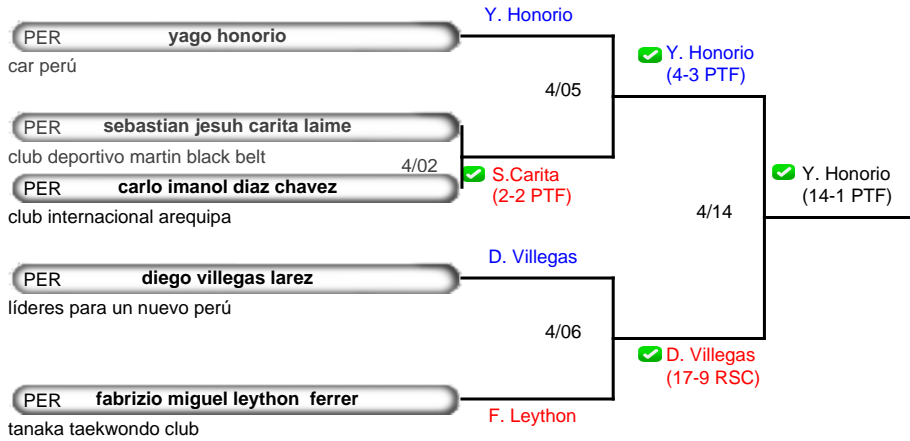 Y. Honorio
PER yago honorio
car perú
Y. Honorio
(4-3 PTF)
4/05
PER sebastian jesuh carita laime
club deportivo martin black belt
4/02
S.Carita
(2-2 PTF)
PER carlo imanol diaz chavez
club internacional arequipa
Y. Honorio
(14-1 PTF)
4/14
D. Villegas
PER diego villegas larez
líderes para un nuevo perú
4/06
D. Villegas
(17-9 RSC)
PER fabrizio miguel leython ferrer
F. Leython
tanaka taekwondo club